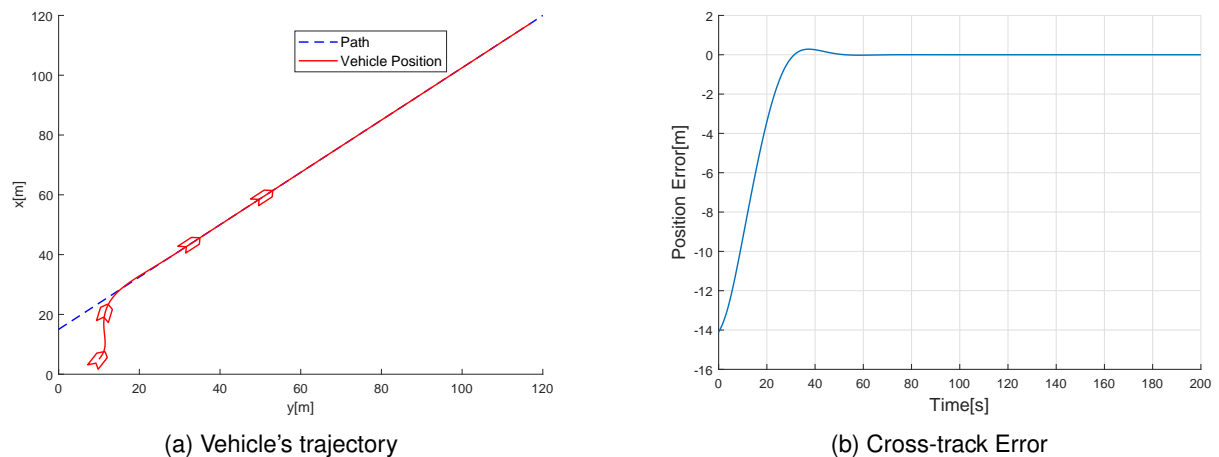 120
100
80
60
40
20
0
x[m]
Path
Vehicle Position
0 20 40 60 80 100 120
y[m]
(a) Vehicle's trajectory
2
0
-2
-4
-6
-8
-10
-12
-14
-16
Position Error[m]
0 20 40 60 80 100 120 140 160 180 200
Time[s]
(b) Cross-track Error